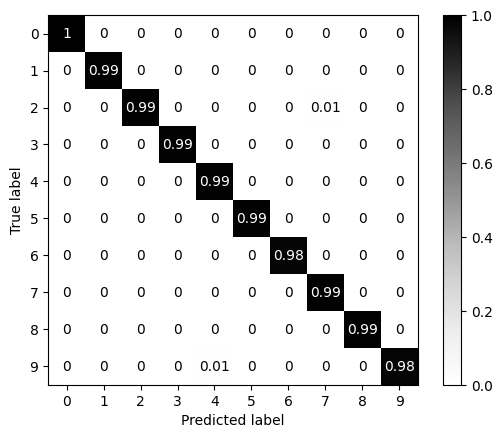 0 1 0 0 0 0 0 0 0 0 0
1 0 0.99 0 0 0 0 0 0 0 0
2 0 0 0.99 0 0 0 0 0.01 0 0
3 0 0 0 0.99 0 0 0 0 0 0
4 0 0 0 0 0.99 0 0 0 0 0
5 0 0 0 0 0 0.99 0 0 0 0
6 0 0 0 0 0 0 0.98 0 0 0
7 0 0 0 0 0 0 0 0.99 0 0
8 0 0 0 0 0 0 0 0 0.99 0
9 0 0 0 0 0.01 0 0 0 0 0.98
0 1 2 3 4 5 6 7 8 9
Predicted label
True label
1.0
0.8
0.6
0.4
0.2
0.0